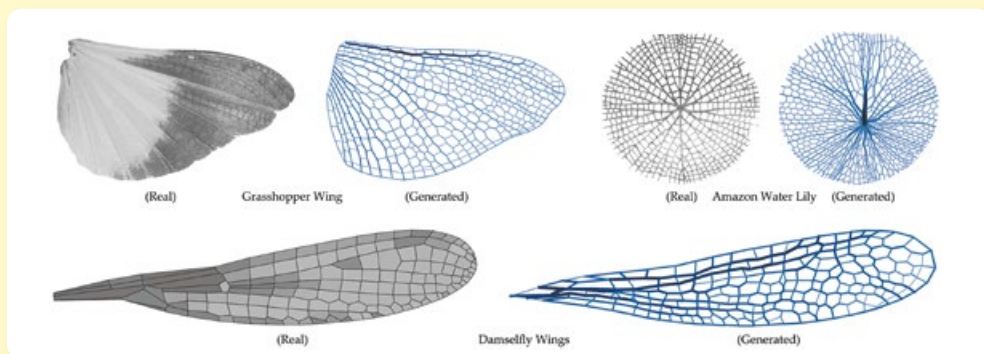 (Real) Grasshopper Wing (Generated)
(Real) Amazon Water Lily (Generated)
(Real) Damselfly Wings (Generated)